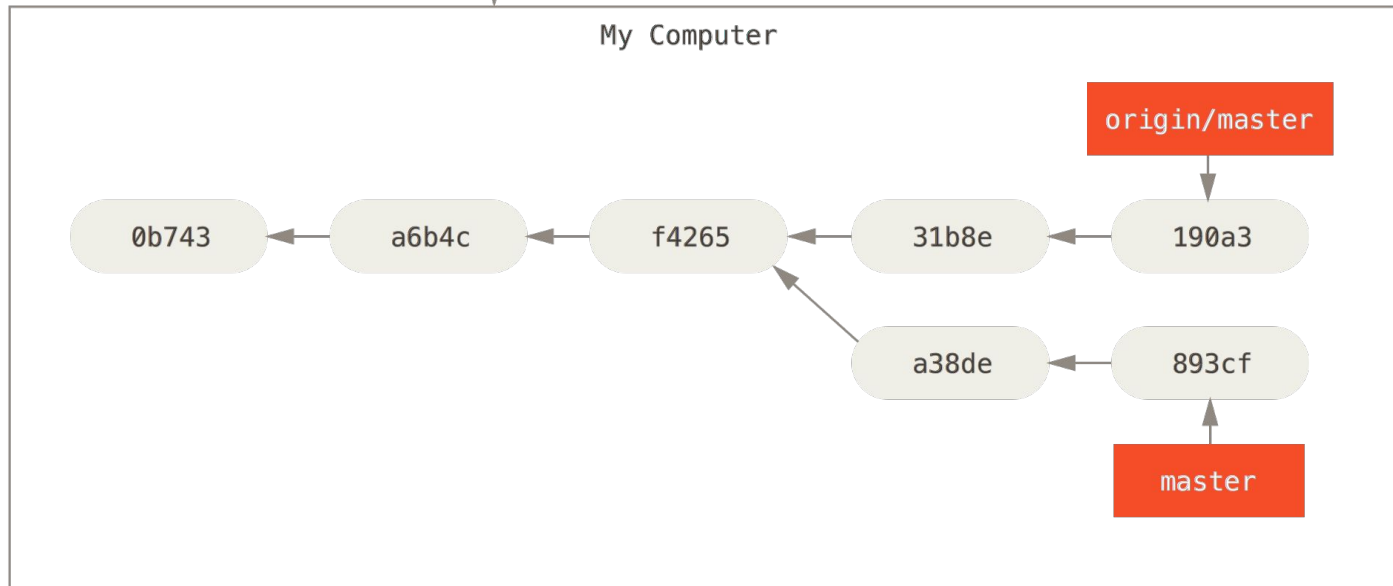 My Computer
origin/master
0b743
a6b4c
f4265
31b8e
190a3
a38de
893cf
master